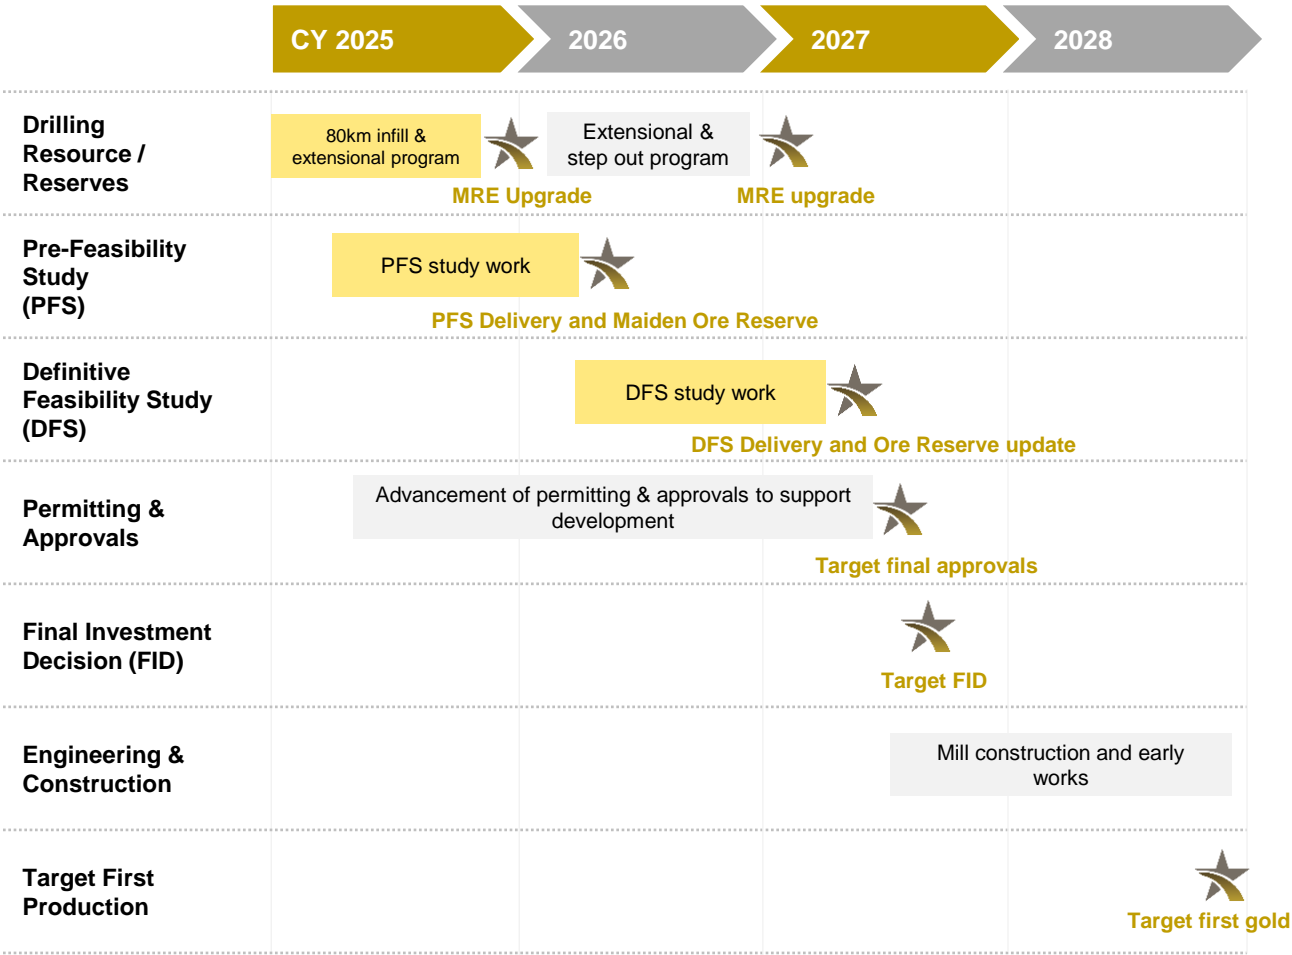 CY 2025
2026
2027
2028
Drilling
Resource /
Reserves
80km infill &
extensional program
MRE Upgrade
Extensional &
step out program
MRE upgrade
Pre-Feasibility
Study
(PFS)
PFS study work
PFS Delivery and Maiden Ore Reserve
Definitive
Feasibility Study
(DFS)
DFS study work
DFS Delivery and Ore Reserve update
Permitting &
Approvals
Advancement of permitting & approvals to support
development
Target final approvals
Final Investment
Decision (FID)
Target FID
Engineering &
Construction
Mill construction and early
works
Target First
Production
Target first gold